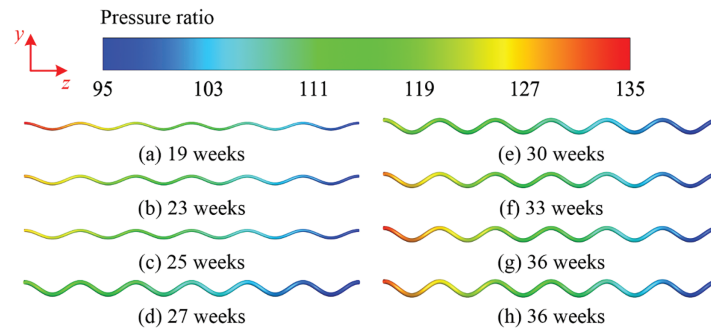 Pressure ratio
y
z
95 103 111 119 127 135
(a) 19 weeks
(b) 23 weeks
(c) 25 weeks
(d) 27 weeks
(e) 30 weeks
(f) 33 weeks
(g) 36 weeks
(h) 36 weeks